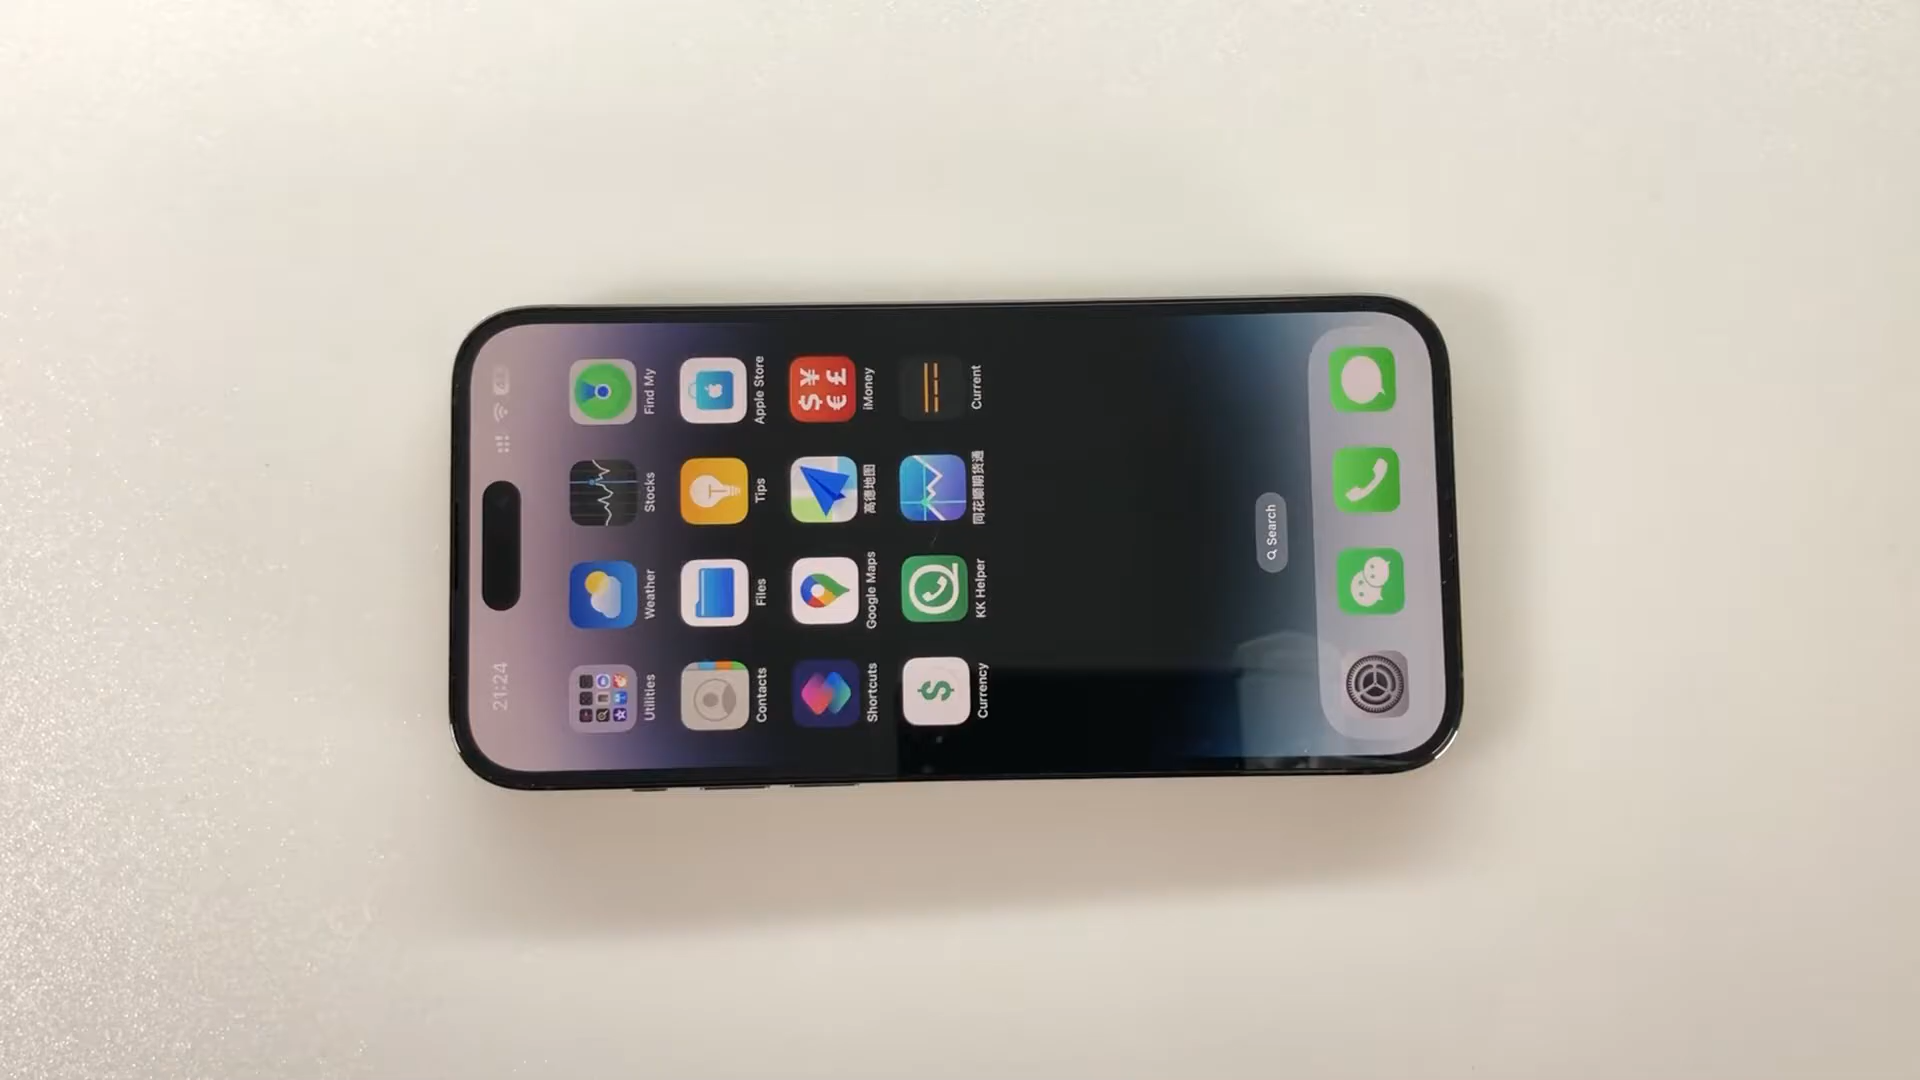 21:24
Utilities
Weather
Stocks
Find My
Contacts
Files
Tips
Apple Store
Shortcuts
Google Maps
高德地图
iMoney
$ ¥
€ £
$
Currency
KK Helper
同花顺期货通
Current
Search